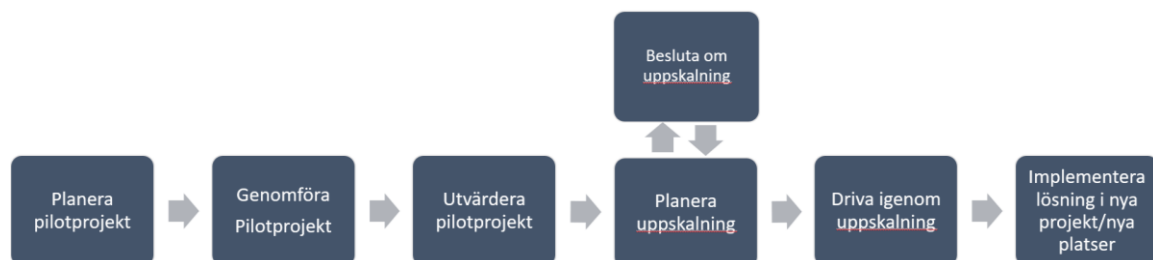 Besluta om
uppskalning
Planera
pilotprojekt
Genomföra
Pilotprojekt
Utvärdera
pilotprojekt
Planera
uppskalning
Driva igenom
uppskalning
Implementera
lösning i nya
projekt/nya
platser